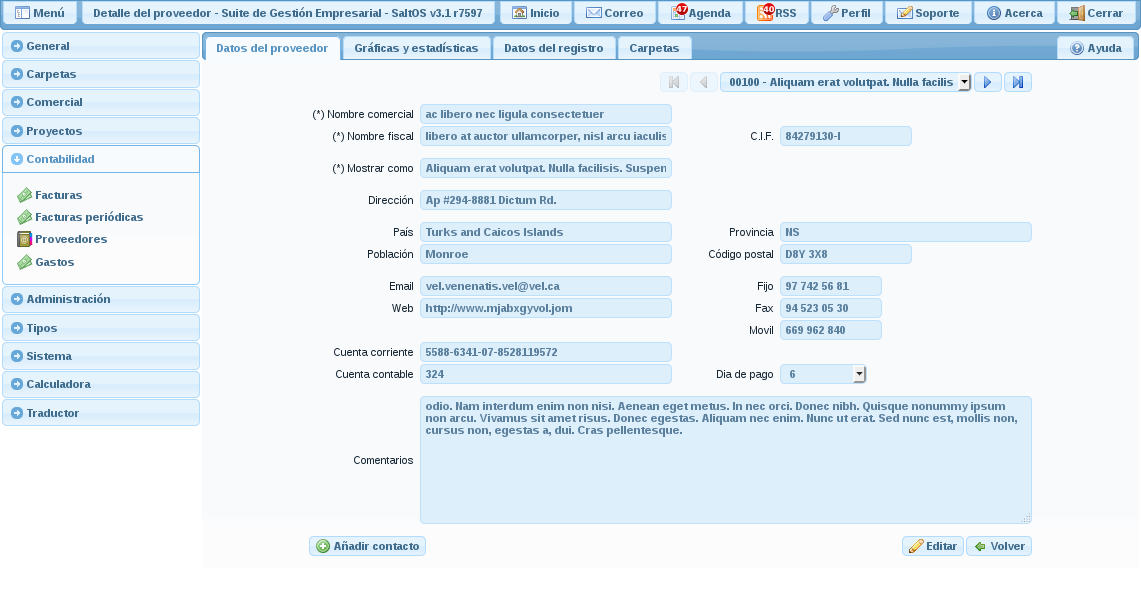 Menú
Detalle del proveedor - Suite de Gestión Empresarial - SaltOS v3.1 r7597
Inicio
Correo
47
Agenda
40
RSS
Perfil
Soporte
Acerca
Cerrar
General
Carpetas
Comercial
Proyectos
Contabilidad
Facturas
Facturas periódicas
Proveedores
Gastos
Administración
Tipos
Sistema
Calculadora
Traductor
Datos del proveedor
Gráficas y estadísticas
Datos del registro
Carpetas
Ayuda
00100 - Aliquam erat volutpat. Nulla facilis
(*) Nombre comercial ac libero nec ligula consectetuer
(*) Nombre fiscal libero at auctor ullamcorper, nisl arcu iaculis
C.I.F. 84279130-I
(*) Mostrar como Aliquam erat volutpat. Nulla facilisis. Suspen
Dirección Ap #294-8881 Dictum Rd.
País Turks and Caicos Islands
Provincia NS
Población Monroe
Código postal D8Y 3X8
Email vel.venenatis.vel@vel.ca
Fijo 97 742 56 81
Web http://www.mjabxgyvol.jom
Fax 94 523 05 30
Movil 669 962 840
Cuenta corriente 5588-6341-07-8528119572
Cuenta contable 324
Dia de pago 6
Comentarios
odio. Nam interdum enim non nisi. Aenean eget metus. In nec orci. Donec nibh. Quisque nonummy ipsum
non arcu. Vivamus sit amet risus. Donec egestas. Aliquam nec enim. Nunc ut erat. Sed nunc est, mollis non,
cursus non, egestas a, dui. Cras pellentesque.
Añadir contacto
Editar
Volver